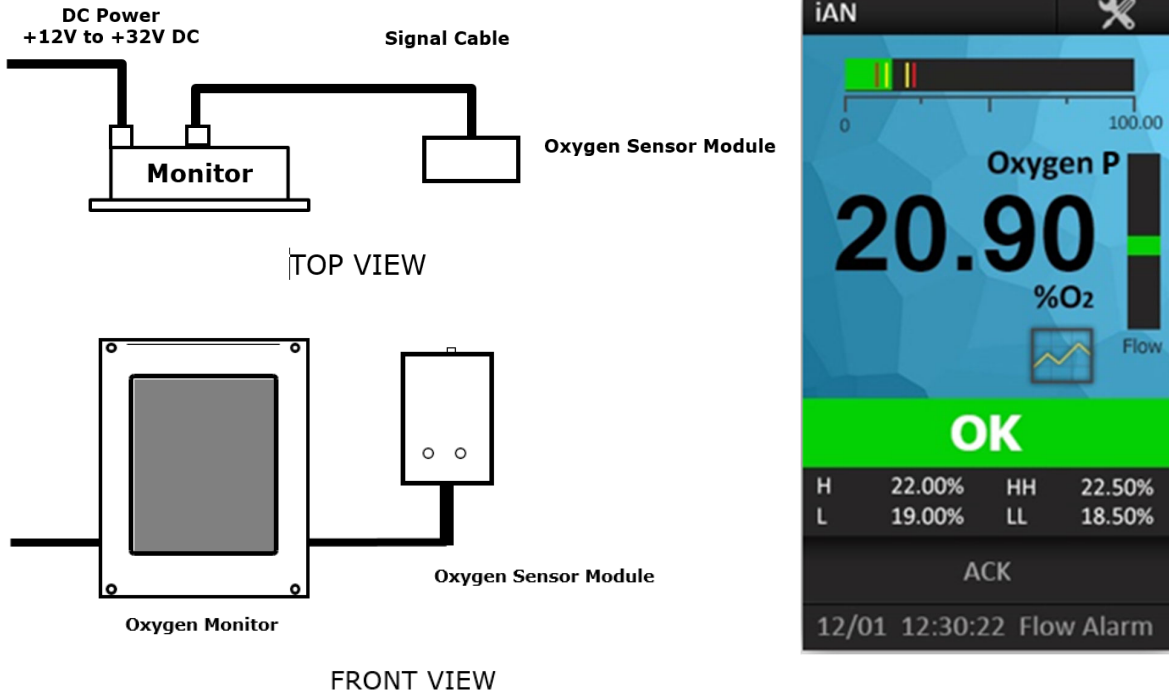 DC Power
+12V to +32V DC
Signal Cable
Monitor
Oxygen Sensor Module
TOP VIEW
Oxygen Sensor Module
Oxygen Monitor
FRONT VIEW
iAN
0
100.00
Oxygen P
20.90
%O₂
Flow
OK
H 22.00% HH 22.50%
L 19.00% LL 18.50%
ACK
12/01 12:30:22 Flow Alarm